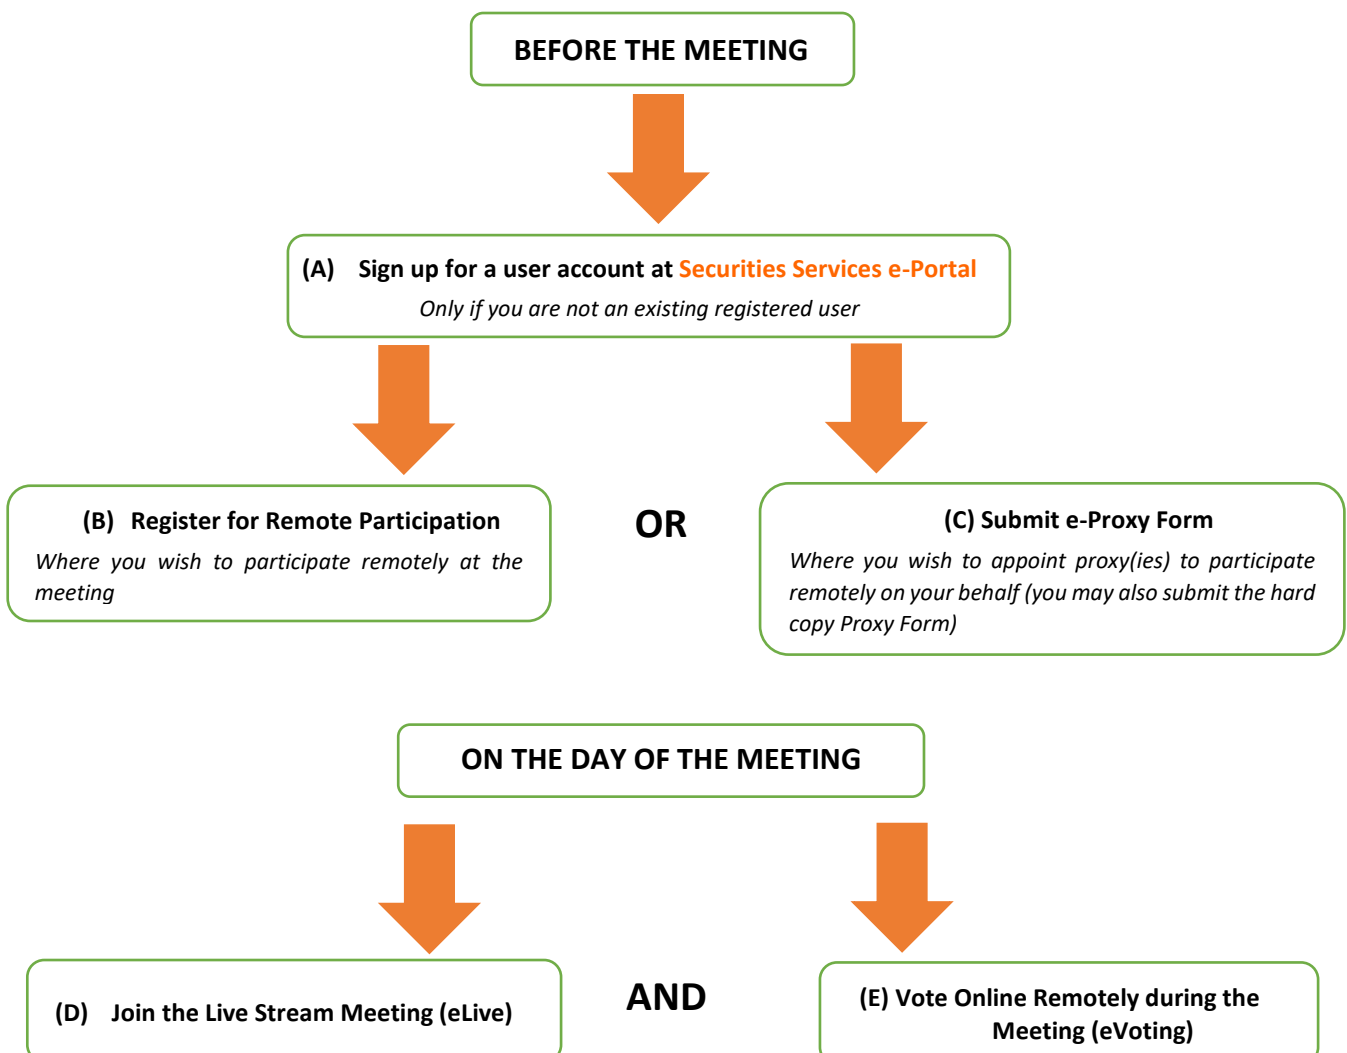 BEFORE THE MEETING
(A) Sign up for a user account at Securities Services e-Portal
Only if you are not an existing registered user
(B) Register for Remote Participation
Where you wish to participate remotely at the
meeting
OR
(C) Submit e-Proxy Form
Where you wish to appoint proxy(ies) to participate
remotely on your behalf (you may also submit the hard
copy Proxy Form)
ON THE DAY OF THE MEETING
(D) Join the Live Stream Meeting (eLive)
AND
(E) Vote Online Remotely during the
Meeting (eVoting)